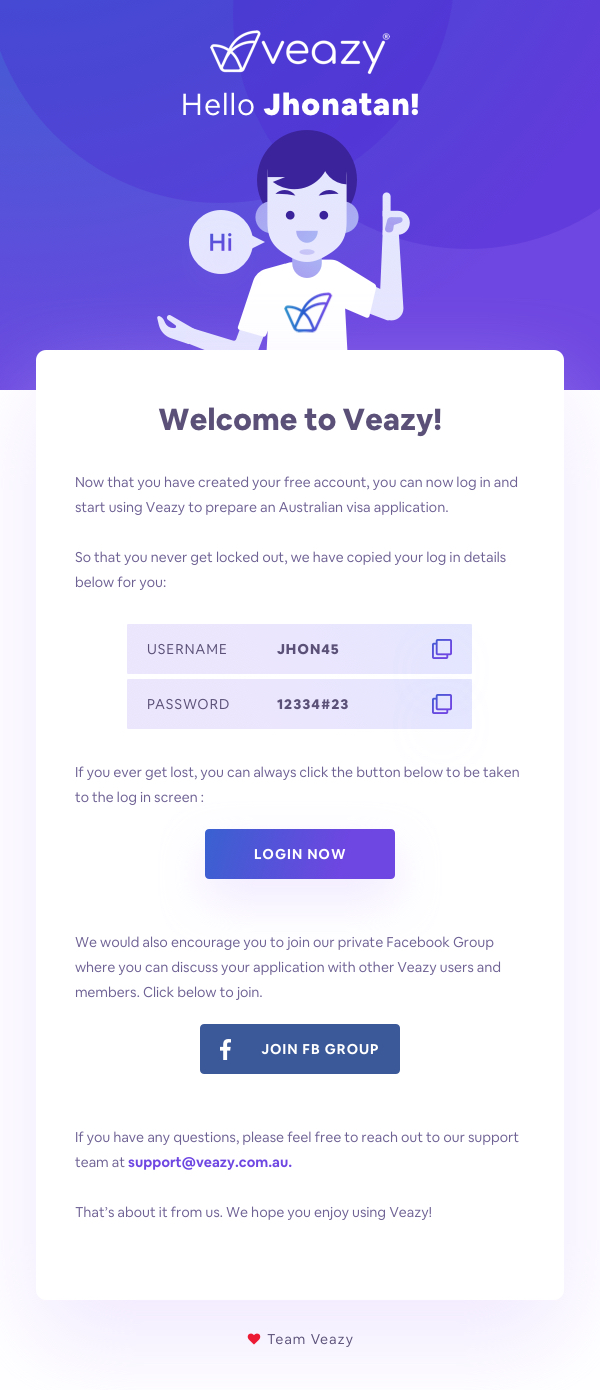 veazy®
Hello Jhonatan!
Hi
Welcome to Veazy!
Now that you have created your free account, you can now log in and
start using Veazy to prepare an Australian visa application.
So that you never get locked out, we have copied your log in details
below for you:
USERNAME JHON45
PASSWORD 12334#23
If you ever get lost, you can always click the button below to be taken
to the log in screen :
LOGIN NOW
We would also encourage you to join our private Facebook Group
where you can discuss your application with other Veazy users and
members. Click below to join.
JOIN FB GROUP
If you have any questions, please feel free to reach out to our support
team at support@veazy.com.au.
That's about it from us. We hope you enjoy using Veazy!
Team Veazy